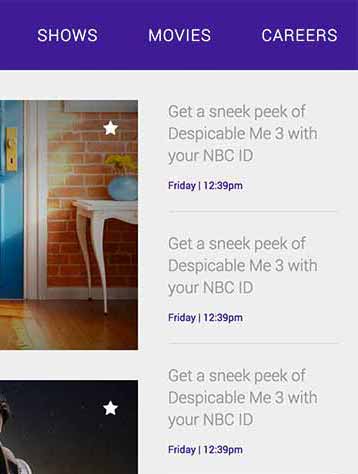 SHOWS MOVIES CAREERS
Get a sneek peek of
Despicable Me 3 with
your NBC ID
Friday | 12:39pm
Get a sneek peek of
Despicable Me 3 with
your NBC ID
Friday | 12:39pm
Get a sneek peek of
Despicable Me 3 with
your NBC ID
Friday | 12:39pm